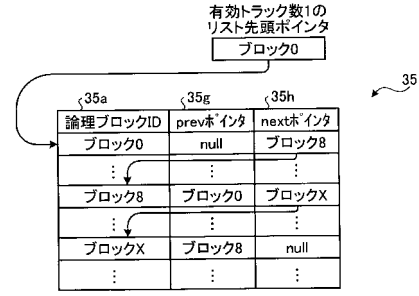 有効トラック数1の
リスト先頭ポインタ
ブロック0
35
35a 35g 35h
論理ブロックID prevポインタ nextポインタ
ブロック0 null ブロック8
⋮ ⋮ ⋮
ブロック8 ブロック0 ブロックX
⋮ ⋮ ⋮
ブロックX ブロック8 null
⋮ ⋮ ⋮